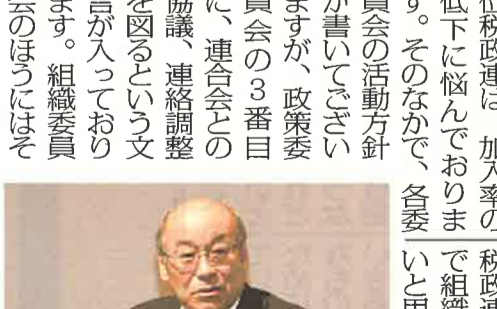 位税政連は、加入率の
低下に悩んでおりま
す。そのなかで、各委
員会の活動方針
が書いてござい
ますが、政策委
員会の3番目
に、連合会との
協議、連絡調整
を図るという文
言が入っており
ます。組織委員
会のほうにはそ
税政連
で組織
いと思